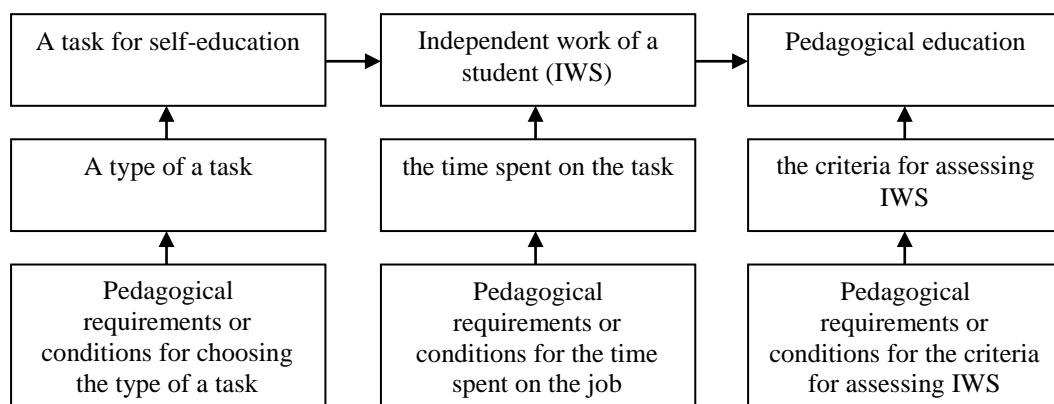 A task for self-education
Independent work of a
student (IWS)
Pedagogical education
A type of a task
the time spent on the task
the criteria for assessing
IWS
Pedagogical
requirements or
conditions for choosing
the type of a task
Pedagogical
requirements or
conditions for the time
spent on the job
Pedagogical
requirements or
conditions for the criteria
for assessing IWS